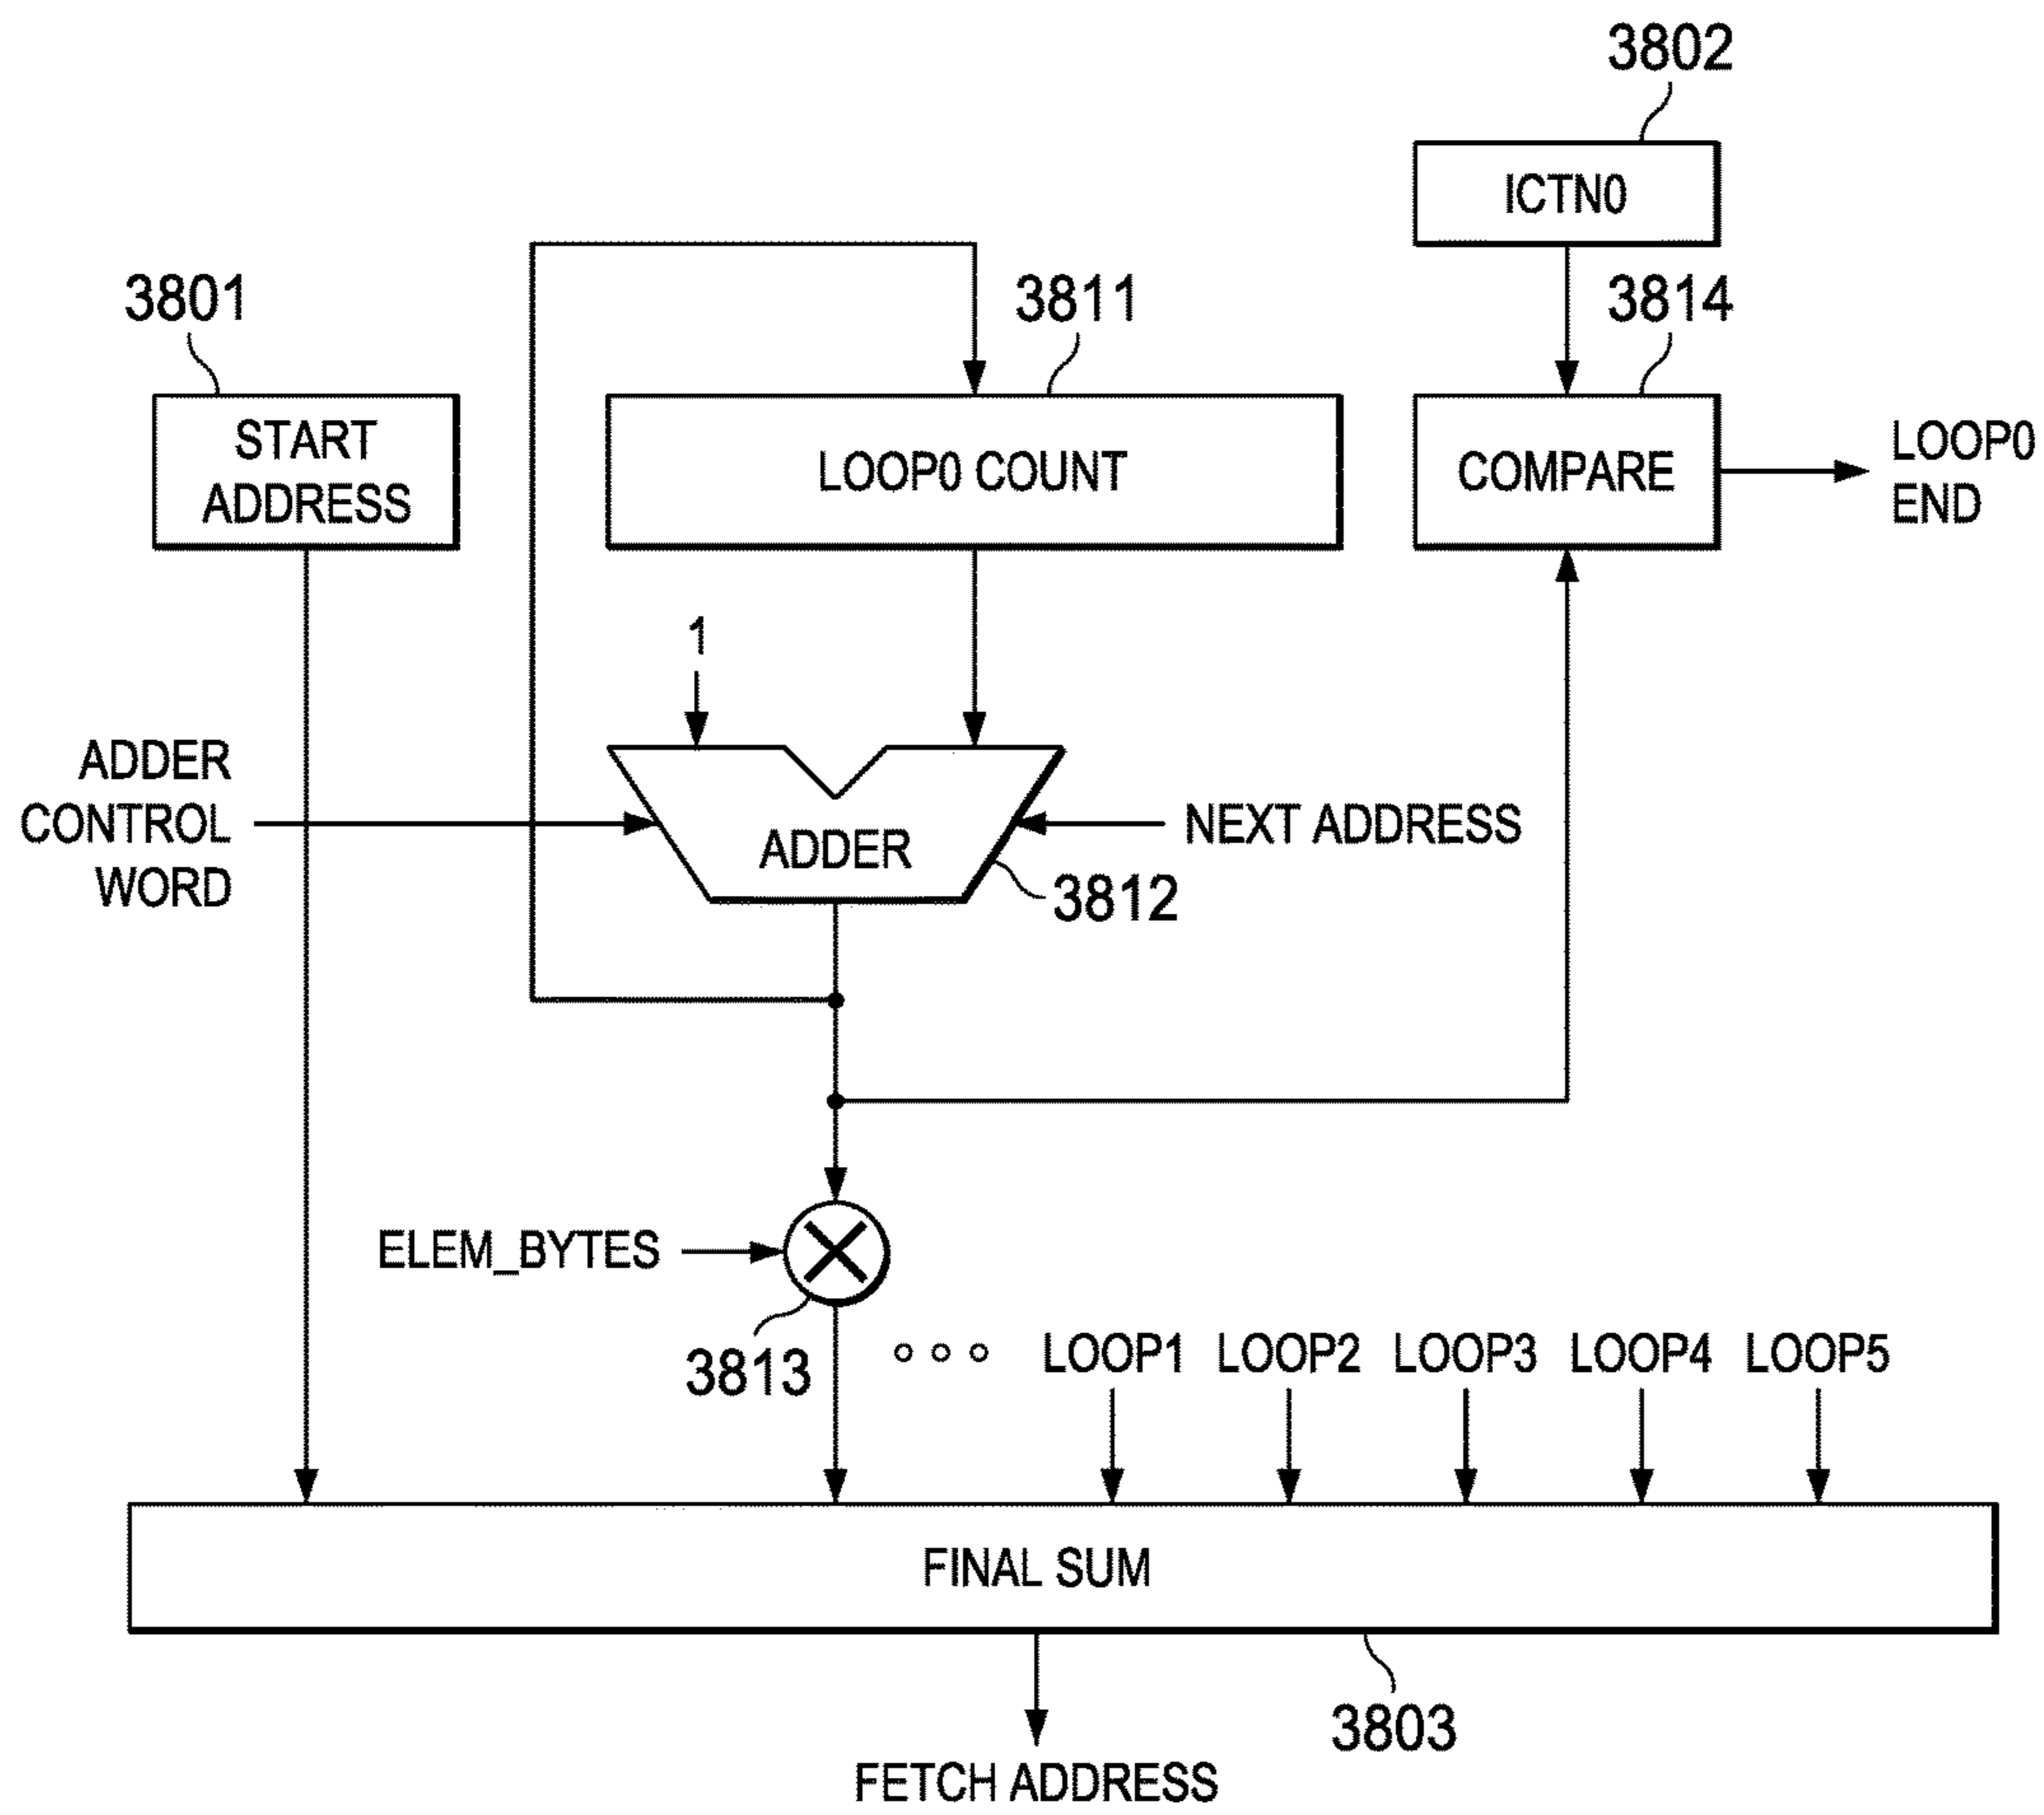 3802
ICTN0
3801
3811
3814
START
ADDRESS
LOOP0 COUNT
COMPARE
LOOP0
END
1
ADDER
CONTROL
WORD
ADDER
NEXT ADDRESS
3812
ELEM_BYTES
3813
LOOP1 LOOP2 LOOP3 LOOP4 LOOP5
FINAL SUM
3803
FETCH ADDRESS